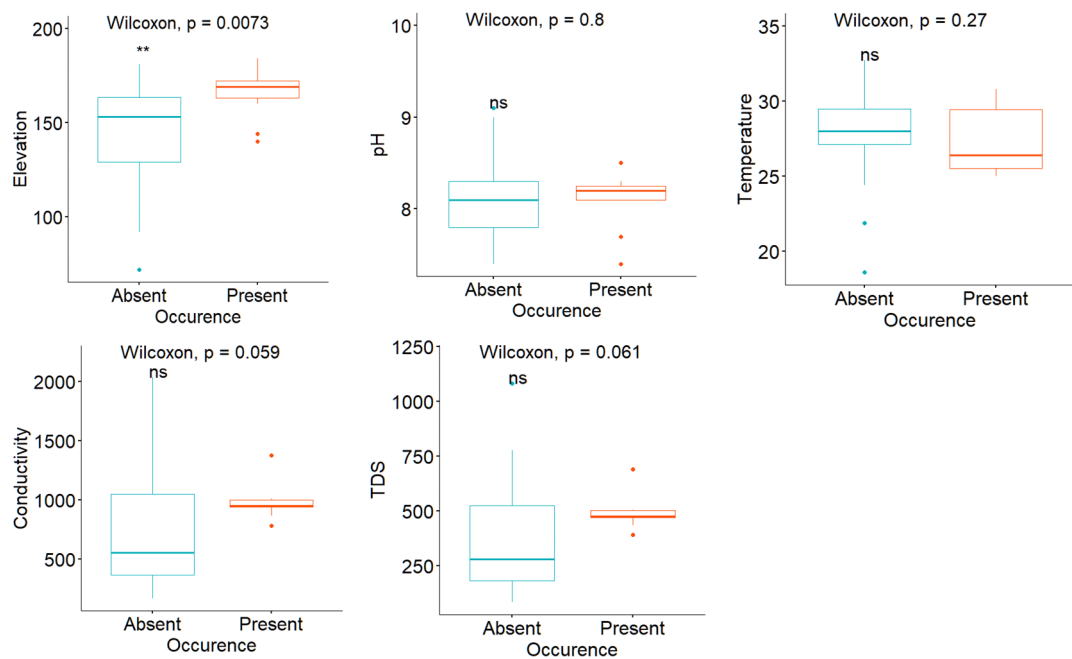 Wilcoxon, p = 0.0073
**
200
150
100
Elevation
Absent Present
Occurence
Wilcoxon, p = 0.8
ns
10
9
8
pH
Absent Present
Occurence
Wilcoxon, p = 0.27
ns
35
30
25
20
Temperature
Absent Present
Occurence
Wilcoxon, p = 0.059
ns
2000
1500
1000
500
Conductivity
Absent Present
Occurence
Wilcoxon, p = 0.061
ns
1250
1000
750
500
250
TDS
Absent Present
Occurence